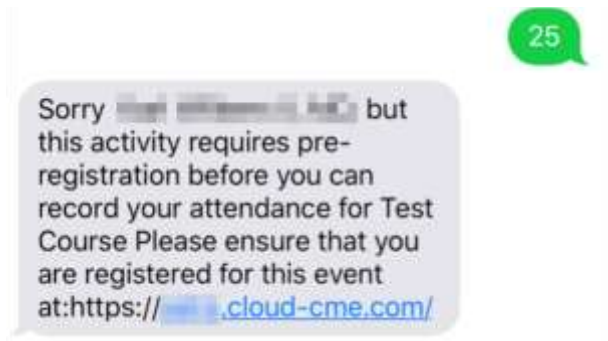 25
Sorry but
this activity requires pre-
registration before you can
record your attendance for Test
Course Please ensure that you
are registered for this event
at:https:// .cloud-cme.com/